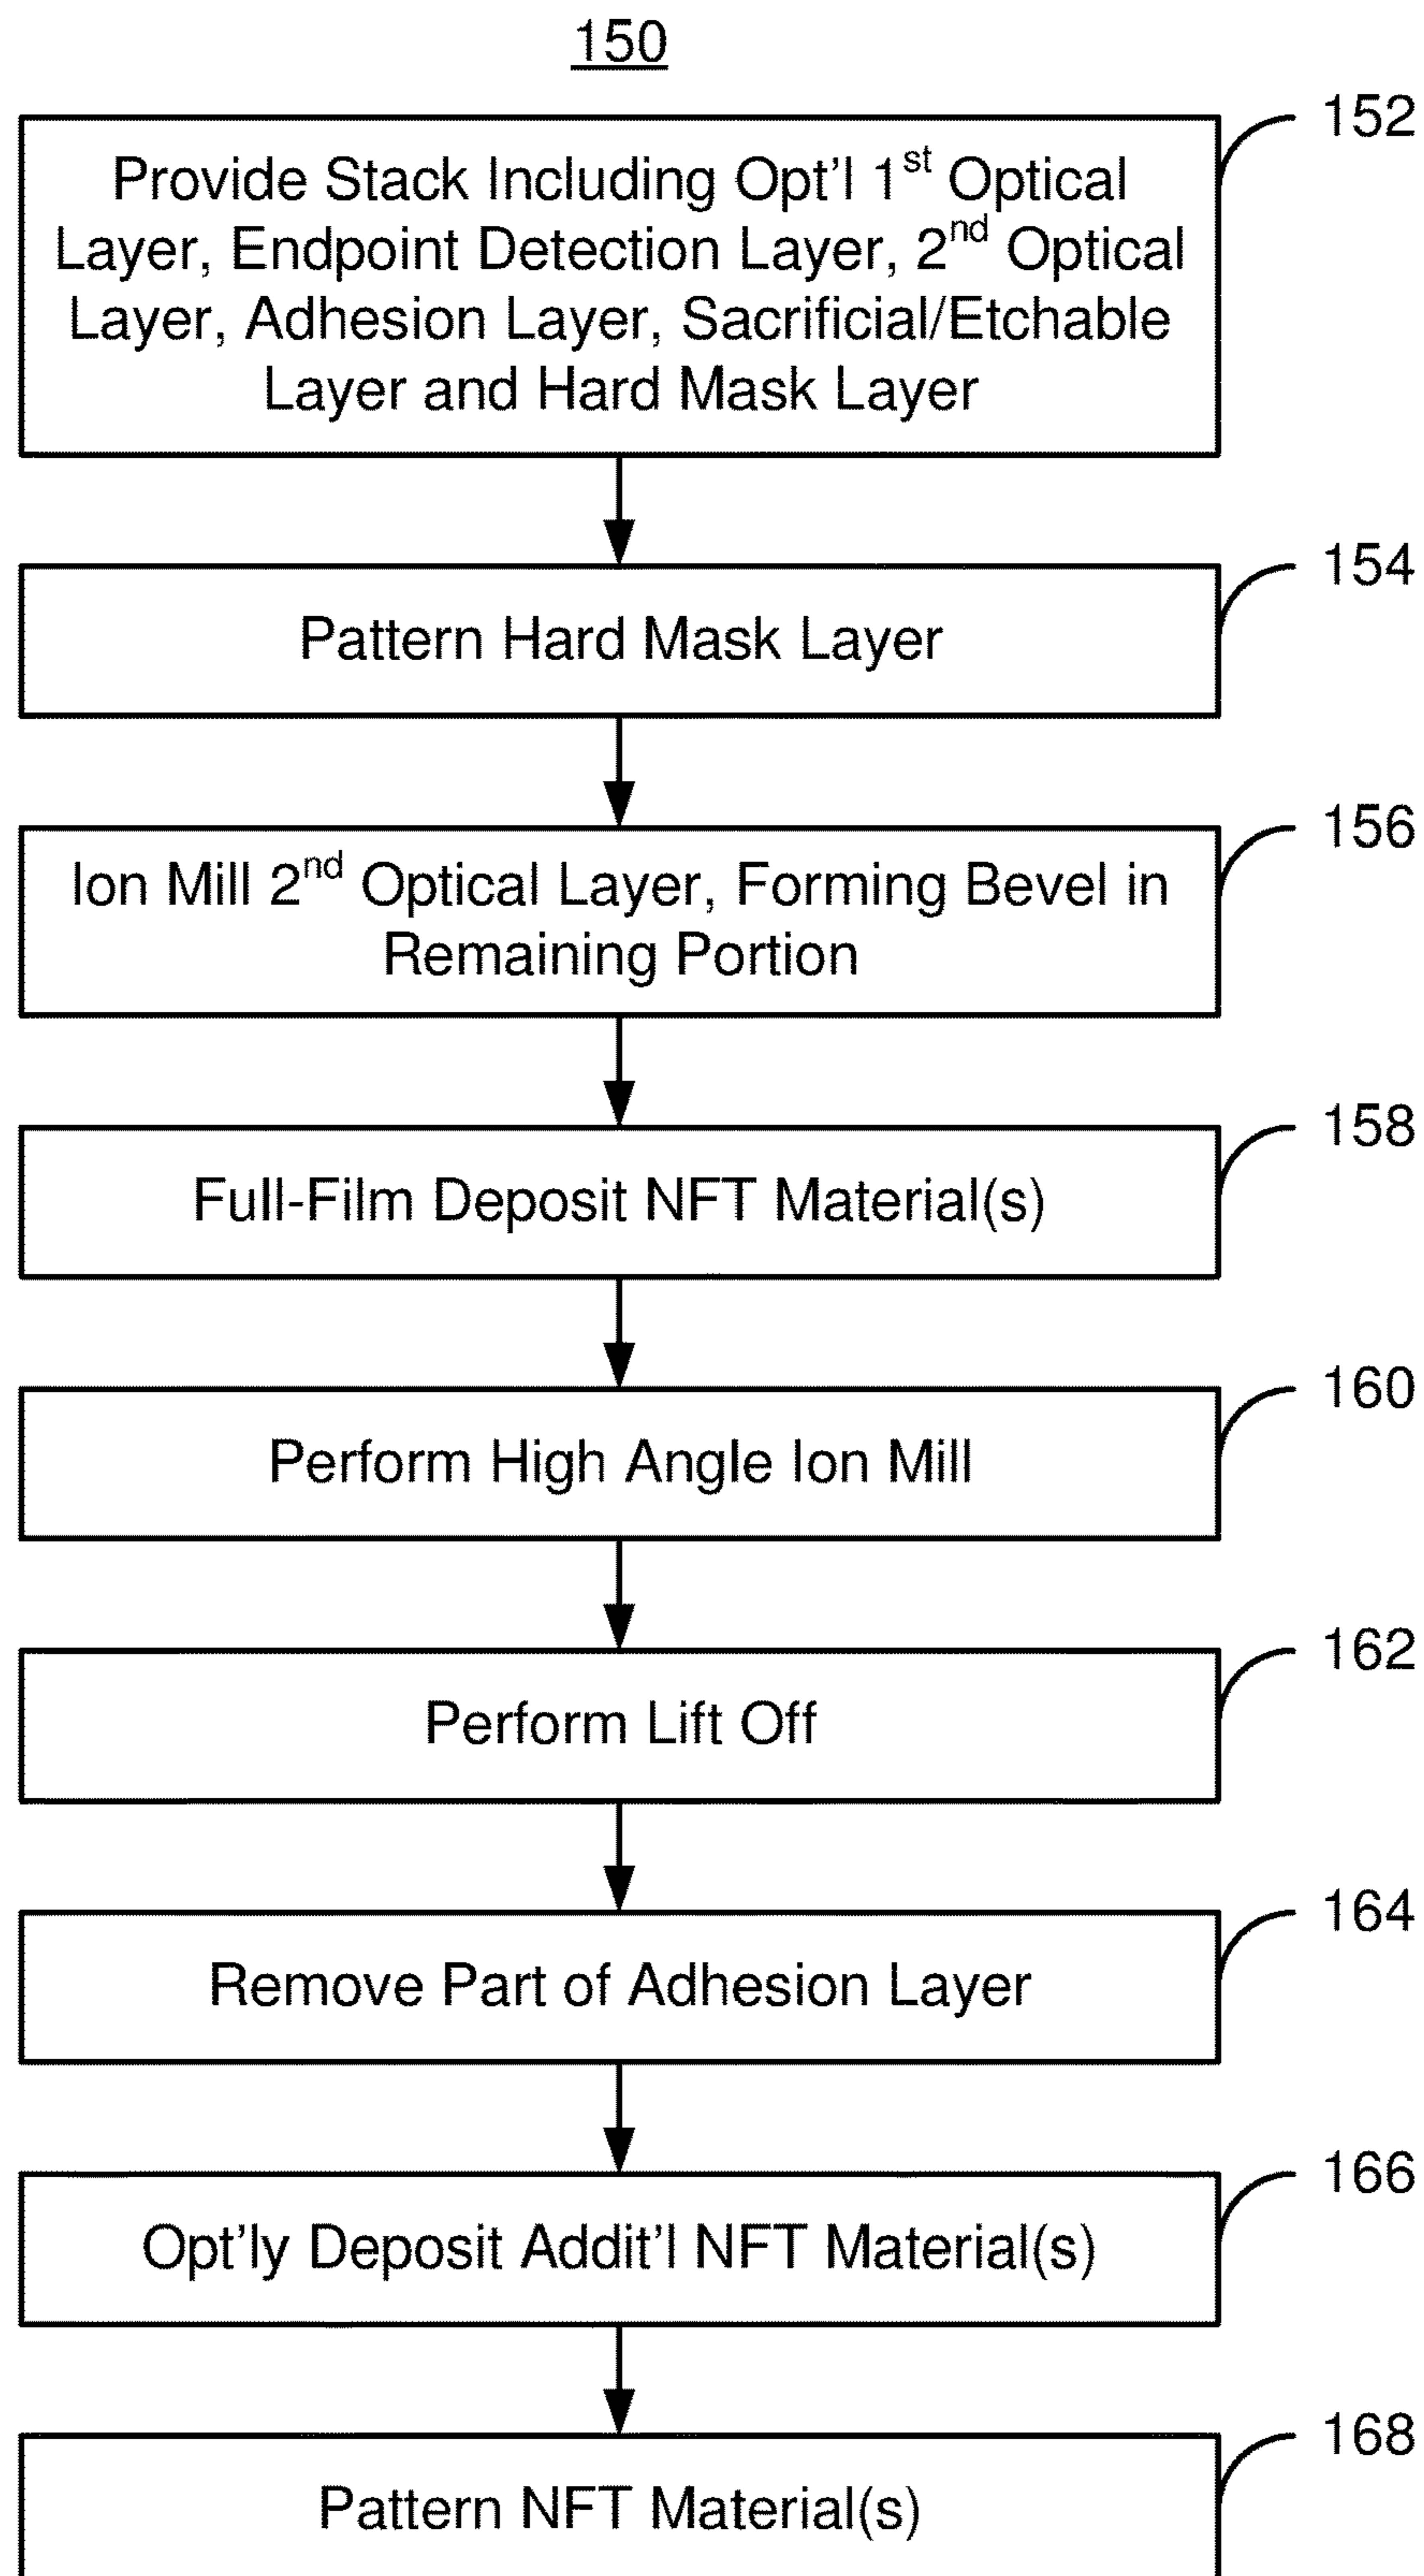 150
152
Provide Stack Including Opt'l 1st Optical
Layer, Endpoint Detection Layer, 2nd Optical
Layer, Adhesion Layer, Sacrificial/Etchable
Layer and Hard Mask Layer
154
Pattern Hard Mask Layer
156
Ion Mill 2nd Optical Layer, Forming Bevel in
Remaining Portion
158
Full-Film Deposit NFT Material(s)
160
Perform High Angle Ion Mill
162
Perform Lift Off
164
Remove Part of Adhesion Layer
166
Opt'ly Deposit Addit'l NFT Material(s)
168
Pattern NFT Material(s)